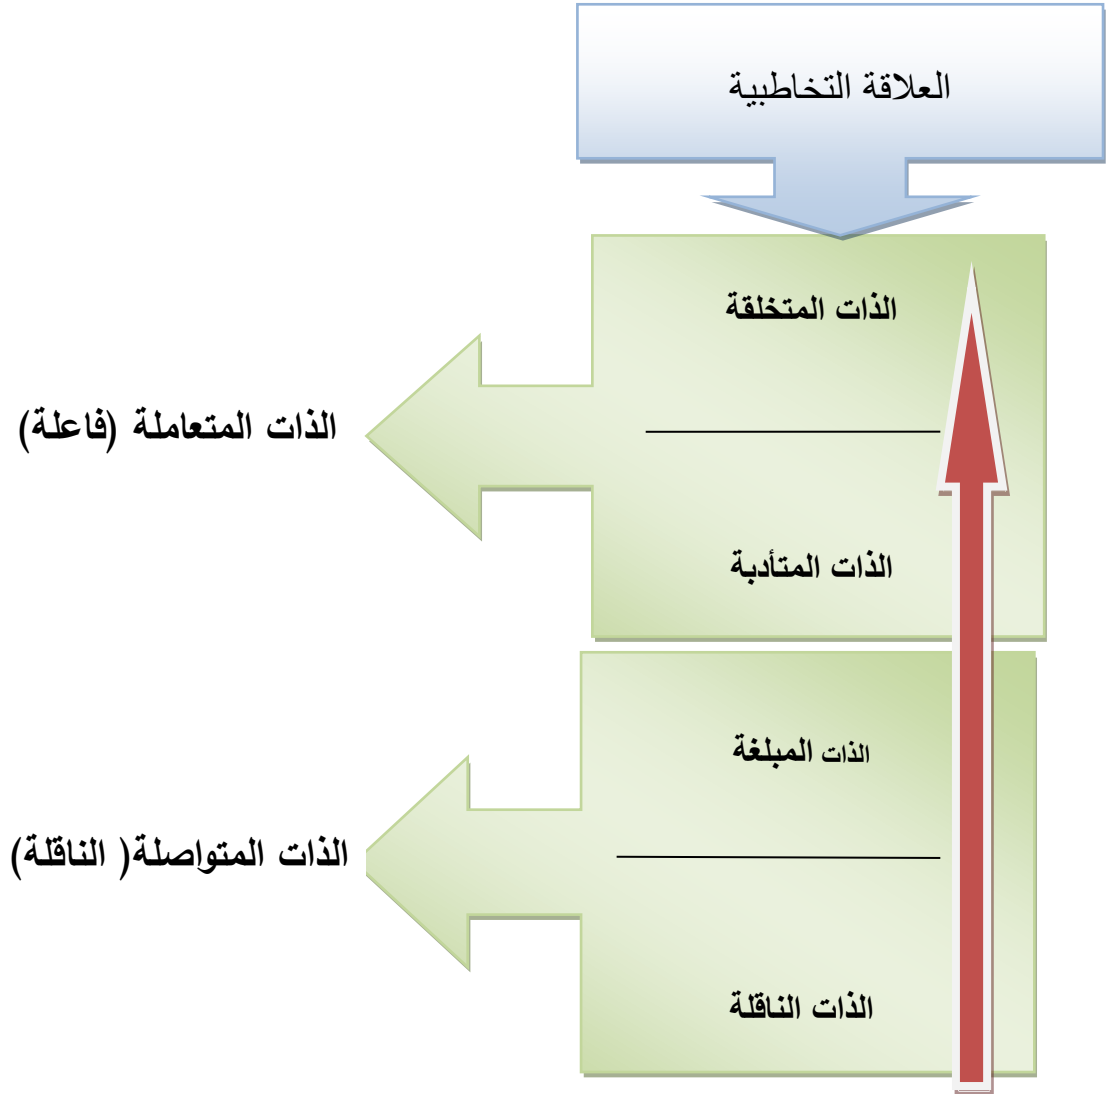 العلاقة التخاطبية
الذات المتخلقة
الذات المتعاملة (فاعلة)
الذات المتأدبة
الذات المبلغة
الذات المتواصلة( الناقلة)
الذات الناقلة